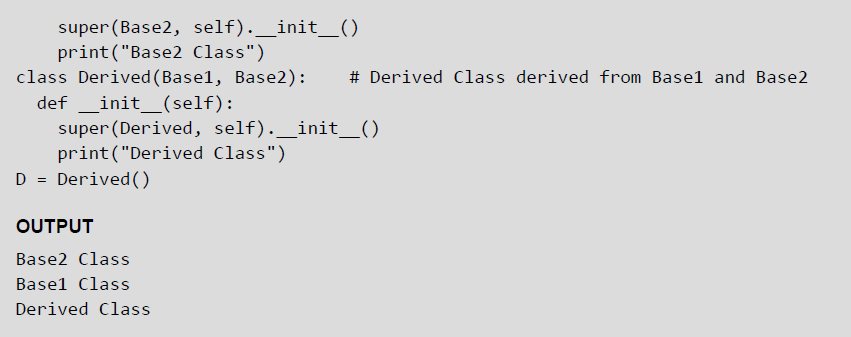 super(Base2, self).__init__()
    print("Base2 Class")
class Derived(Base1, Base2):    # Derived Class derived from Base1 and Base2
  def __init__(self):
    super(Derived, self).__init__()
    print("Derived Class")
D = Derived()
OUTPUT
Base2 Class
Base1 Class
Derived Class